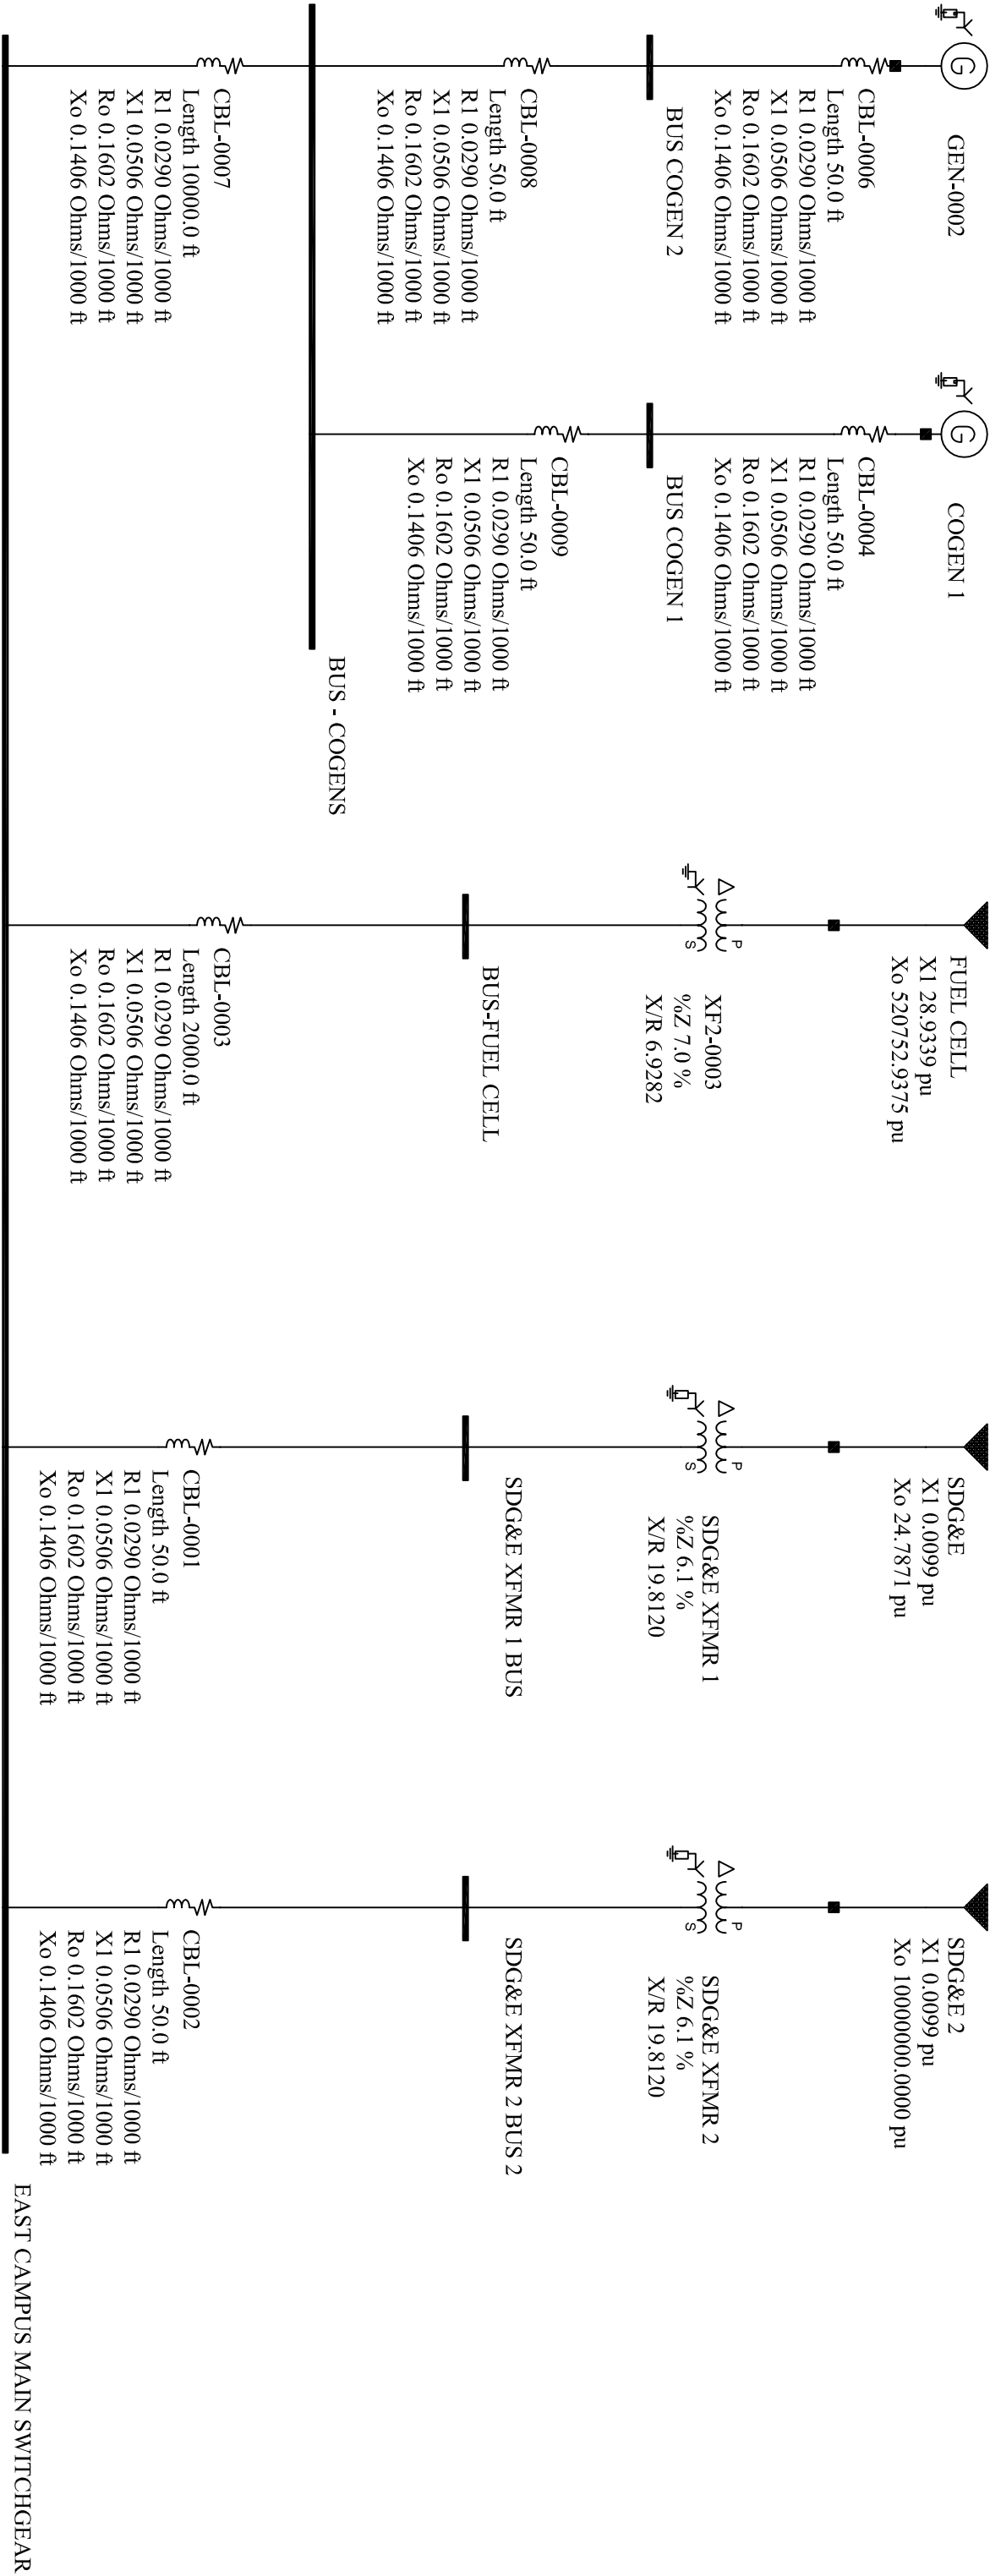 GEN-0002
G
CBL-0006
Length 50.0 ft
R1 0.0290 Ohms/1000 ft
X1 0.0506 Ohms/1000 ft
Ro 0.1602 Ohms/1000 ft
Xo 0.1406 Ohms/1000 ft
BUS COGEN 2
CBL-0008
Length 50.0 ft
R1 0.0290 Ohms/1000 ft
X1 0.0506 Ohms/1000 ft
Ro 0.1602 Ohms/1000 ft
Xo 0.1406 Ohms/1000 ft
CBL-0007
Length 10000.0 ft
R1 0.0290 Ohms/1000 ft
X1 0.0506 Ohms/1000 ft
Ro 0.1602 Ohms/1000 ft
Xo 0.1406 Ohms/1000 ft
COGEN 1
G
CBL-0004
Length 50.0 ft
R1 0.0290 Ohms/1000 ft
X1 0.0506 Ohms/1000 ft
Ro 0.1602 Ohms/1000 ft
Xo 0.1406 Ohms/1000 ft
BUS COGEN 1
CBL-0009
Length 50.0 ft
R1 0.0290 Ohms/1000 ft
X1 0.0506 Ohms/1000 ft
Ro 0.1602 Ohms/1000 ft
Xo 0.1406 Ohms/1000 ft
BUS - COGENS
FUEL CELL
X1 28.9339 pu
Xo 520752.9375 pu
P
S
XF2-0003
%Z 7.0 %
X/R 6.9282
BUS-FUEL CELL
CBL-0003
Length 2000.0 ft
R1 0.0290 Ohms/1000 ft
X1 0.0506 Ohms/1000 ft
Ro 0.1602 Ohms/1000 ft
Xo 0.1406 Ohms/1000 ft
SDG&E
X1 0.0099 pu
Xo 24.7871 pu
P
S
SDG&E XFMR 1
%Z 6.1 %
X/R 19.8120
SDG&E XFMR 1 BUS
CBL-0001
Length 50.0 ft
R1 0.0290 Ohms/1000 ft
X1 0.0506 Ohms/1000 ft
Ro 0.1602 Ohms/1000 ft
Xo 0.1406 Ohms/1000 ft
SDG&E 2
X1 0.0099 pu
Xo 10000000.0000 pu
P
S
SDG&E XFMR 2
%Z 6.1 %
X/R 19.8120
SDG&E XFMR 2 BUS 2
CBL-0002
Length 50.0 ft
R1 0.0290 Ohms/1000 ft
X1 0.0506 Ohms/1000 ft
Ro 0.1602 Ohms/1000 ft
Xo 0.1406 Ohms/1000 ft
EAST CAMPUS MAIN SWITCHGEAR